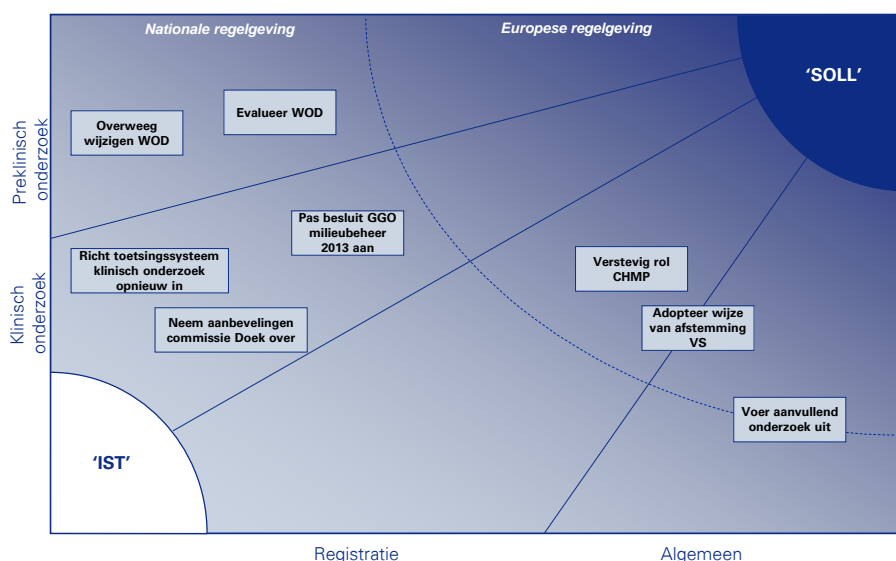 Nationale regelgeving
Europese regelgeving
'SOLL'
Preklinisch
onderzoek
Evalueer WOD
Overweeg
wijzigen WOD
Pas besluit GGO
milieubeheer
2013 aan
Klinisch
onderzoek
Richt toetsingssysteem
klinisch onderzoek
opnieuw in
Verstevig rol
CHMP
Neem aanbevelingen
commissie Doek over
Adopteer wijze
van afstemming
VS
Voer aanvullend
onderzoek uit
'IST'
Registratie
Algemeen